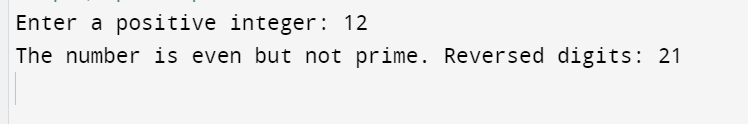 Enter a positive integer: 12
The number is even but not prime. Reversed digits: 21